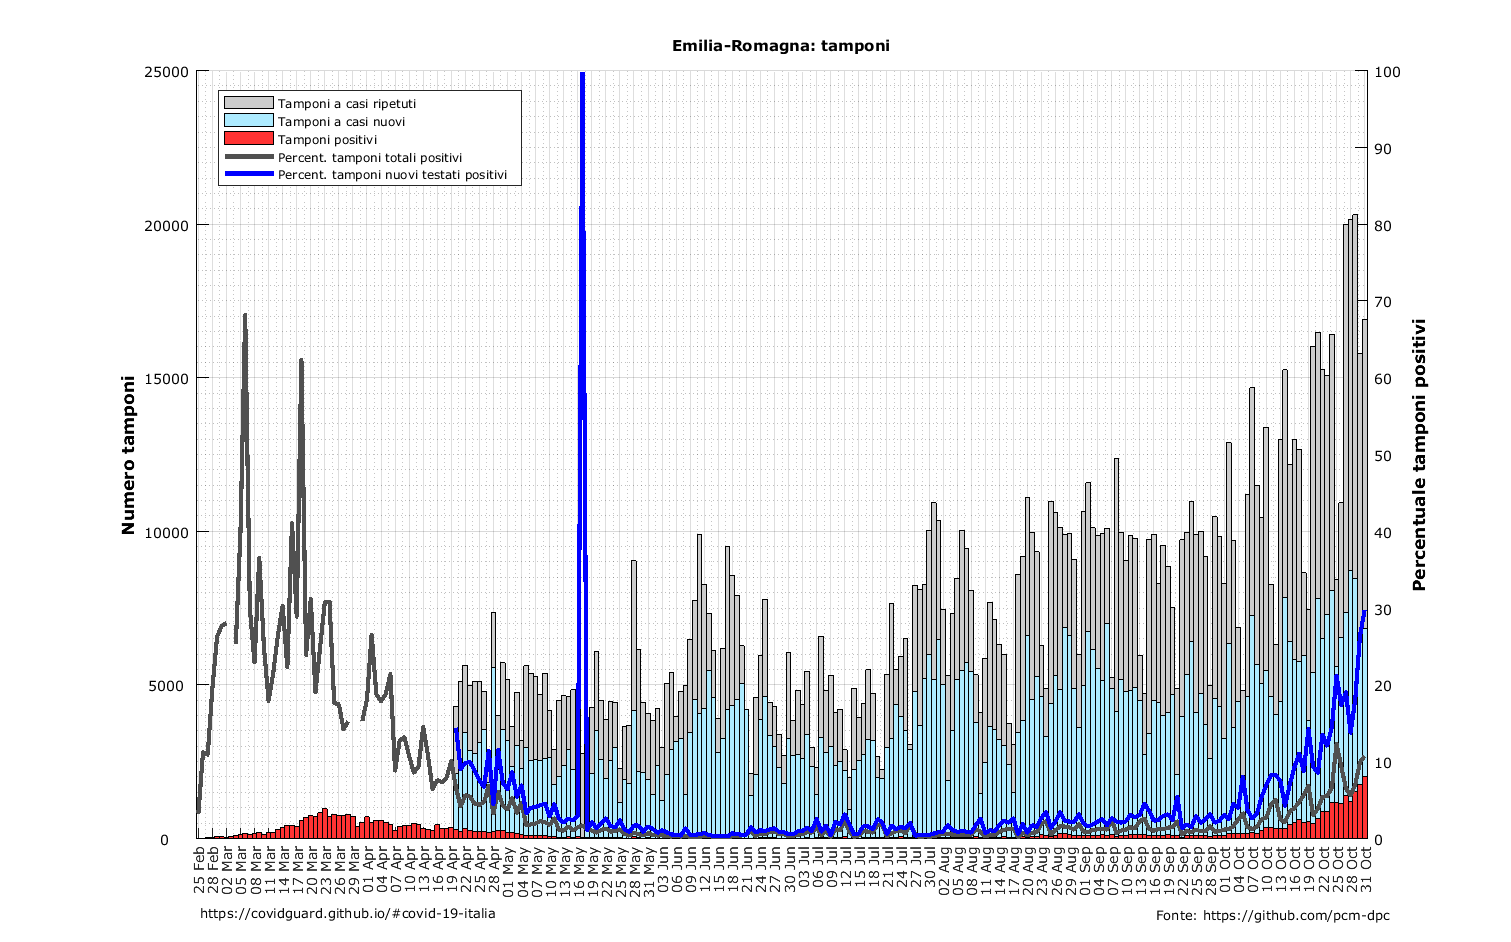 Emilia-Romagna: tamponi
25000
20000
15000
10000
5000
0
100
90
80
70
60
50
40
30
20
10
0
Numero tamponi
Percentuale tamponi positivi
Tamponi a casi ripetuti
Tamponi a casi nuovi
Tamponi positivi
Percent. tamponi totali positivi
Percent. tamponi nuovi testati positivi
25 Feb
28 Feb
02 Mar
05 Mar
08 Mar
11 Mar
14 Mar
17 Mar
20 Mar
23 Mar
26 Mar
29 Mar
01 Apr
04 Apr
07 Apr
10 Apr
13 Apr
16 Apr
19 Apr
22 Apr
25 Apr
28 Apr
01 May
04 May
07 May
10 May
13 May
16 May
19 May
22 May
25 May
28 May
31 May
03 Jun
06 Jun
09 Jun
12 Jun
15 Jun
18 Jun
21 Jun
24 Jun
27 Jun
30 Jun
03 Jul
06 Jul
09 Jul
12 Jul
15 Jul
18 Jul
21 Jul
24 Jul
27 Jul
30 Jul
02 Aug
05 Aug
08 Aug
11 Aug
14 Aug
17 Aug
20 Aug
23 Aug
26 Aug
29 Aug
01 Sep
04 Sep
07 Sep
10 Sep
13 Sep
16 Sep
19 Sep
22 Sep
25 Sep
28 Sep
01 Oct
04 Oct
07 Oct
10 Oct
13 Oct
16 Oct
19 Oct
22 Oct
25 Oct
28 Oct
31 Oct
https://covidguard.github.io/#covid-19-italia
Fonte: https://github.com/pcm-dpc